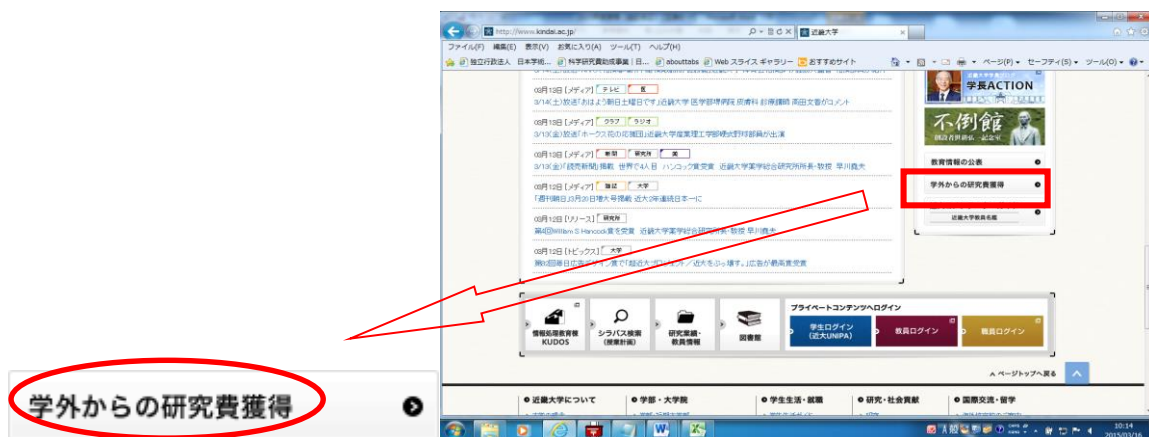 http://www.kindai.ac.jp/
近畿大学
ファイル(F) 編集(E) 表示(V) お気に入り(A) ツール(T) ヘルプ(H)
独立行政法人 日本学術... 科学研究費助成事業 | 日... abouttabs Web スライス ギャラリー おすすめサイト ページ(P) セーフティ(S) ツール(O)
03月13日 [メディア] テレビ 医
3/14(土)放送「おはよう朝日土曜日です」近畿大学 医学部堺病院 皮膚科 診療講師 岡田文香がコメント
03月13日 [メディア] クラブ ラジオ
3/13(金)放送「ホークス花の応援団」近畿大学産業理工学部硬式野球部員が出演
03月13日 [メディア] 新聞 研究所 薬
3/13(金)「読売新聞」掲載 世界で4人目 ハンコック賞受賞 近畿大学薬学総合研究所所長・教授 早川堯夫
03月12日 [メディア] 雑誌 大学
「週刊朝日」3月20日増大号掲載 近大2年連続日本一に
03月12日 [リリース] 研究所
第4回William S Hancock賞を受賞 近畿大学薬学総合研究所所長・教授 早川堯夫
03月12日 [トピックス] 大学
学長ACTION
不倒館
創設者世耕弘一記念室
教育情報の公表
学外からの研究費獲得
近畿大学教員名鑑
プライベートコンテンツへログイン
情報処理教育棟
KUDOS
シラバス検索
(授業計画)
研究業績・
教員情報
図書館
学生ログイン
(近大UNIPA)
教員ログイン
職員ログイン
ページトップへ戻る
近畿大学について 学部・大学院 学生生活・就職 研究・社会貢献 国際交流・留学
10:14
2015/03/16
学外からの研究費獲得